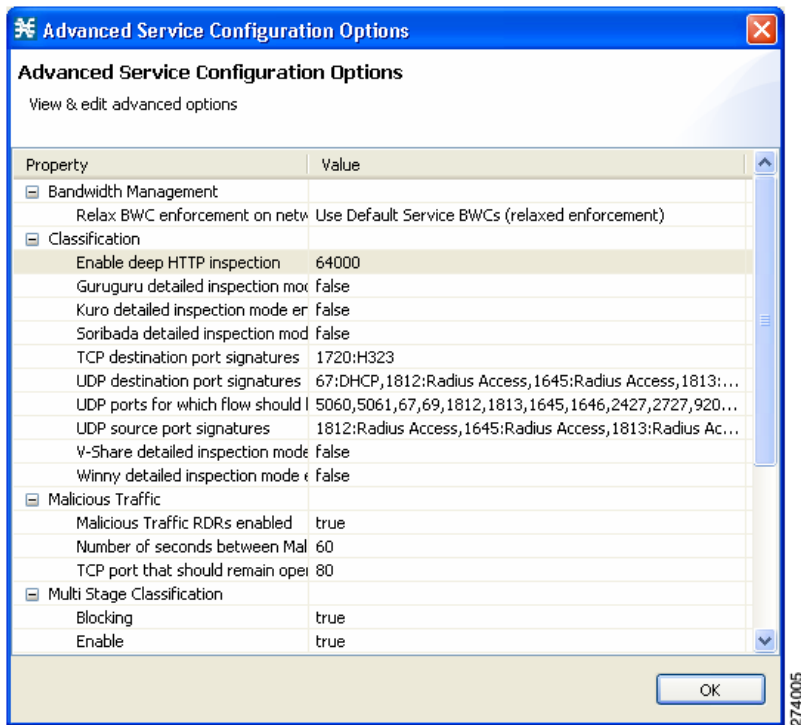 Advanced Service Configuration Options
Advanced Service Configuration Options
View & edit advanced options
Property Value
Bandwidth Management
Relax BWC enforcement on netw Use Default Service BWCs (relaxed enforcement)
Classification
Enable deep HTTP inspection 64000
Guruguru detailed inspection mod false
Kuro detailed inspection mode er false
Soribada detailed inspection mod false
TCP destination port signatures 1720:H323
UDP destination port signatures 67:DHCP,1812:Radius Access,1645:Radius Access,1813:...
UDP ports for which flow should 5060,5061,67,69,1812,1813,1645,1646,2427,2727,920...
UDP source port signatures 1812:Radius Access,1645:Radius Access,1813:Radius Ac...
V-Share detailed inspection mode false
Winny detailed inspection mode e false
Malicious Traffic
Malicious Traffic RDRs enabled true
Number of seconds between Mal 60
TCP port that should remain open 80
Multi Stage Classification
Blocking true
Enable true
OK
274005